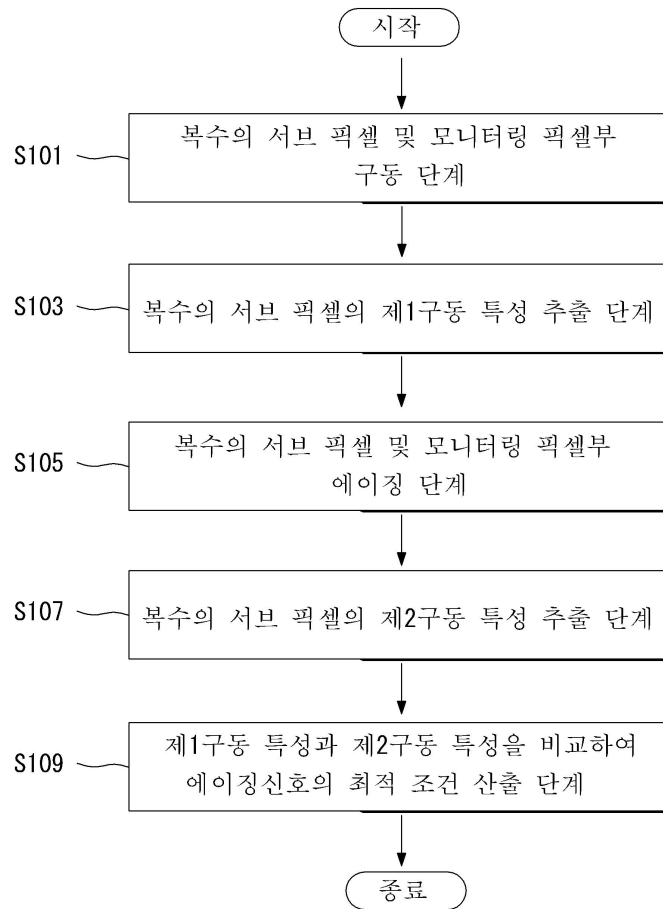 시작
S101
복수의 서브 픽셀 및 모니터링 픽셀부
구동 단계
S103
복수의 서브 픽셀의 제1구동 특성 추출 단계
S105
복수의 서브 픽셀 및 모니터링 픽셀부
에이징 단계
S107
복수의 서브 픽셀의 제2구동 특성 추출 단계
S109
제1구동 특성과 제2구동 특성을 비교하여
에이징신호의 최적 조건 산출 단계
종료